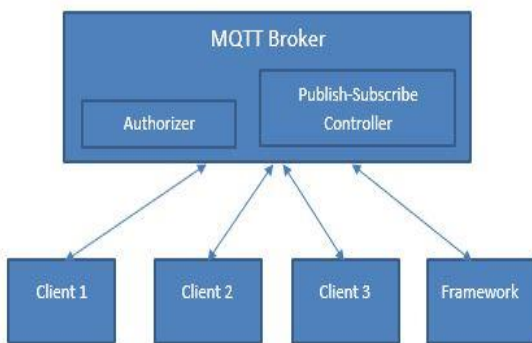 MQTT Broker
Authorizer
Publish-Subscribe
Controller
Client 1
Client 2
Client 3
Framework